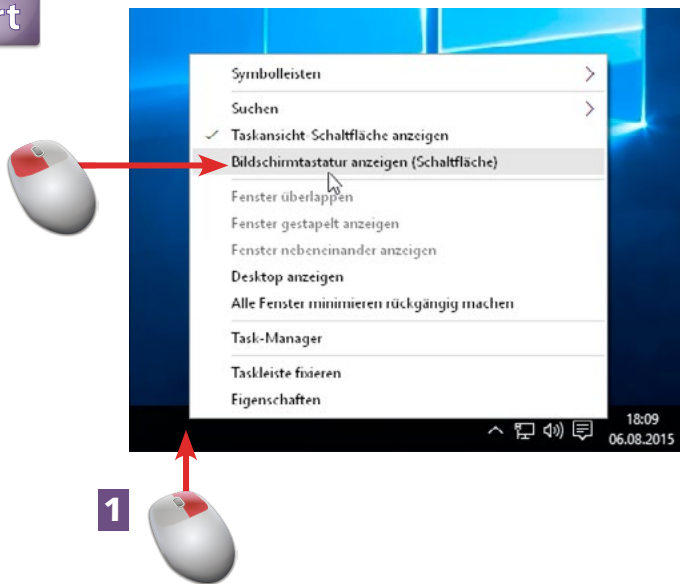 rt
Symbolleisten
Suchen
Taskansicht-Schaltfläche anzeigen
Bildschirmtastatur anzeigen (Schaltfläche)
Fenster überlappen
Fenster gestapelt anzeigen
Fenster nebeneinander anzeigen
Desktop anzeigen
Alle Fenster minimieren rückgängig machen
Task-Manager
Taskleiste fixieren
Eigenschaften
18:09
06.08.2015
1